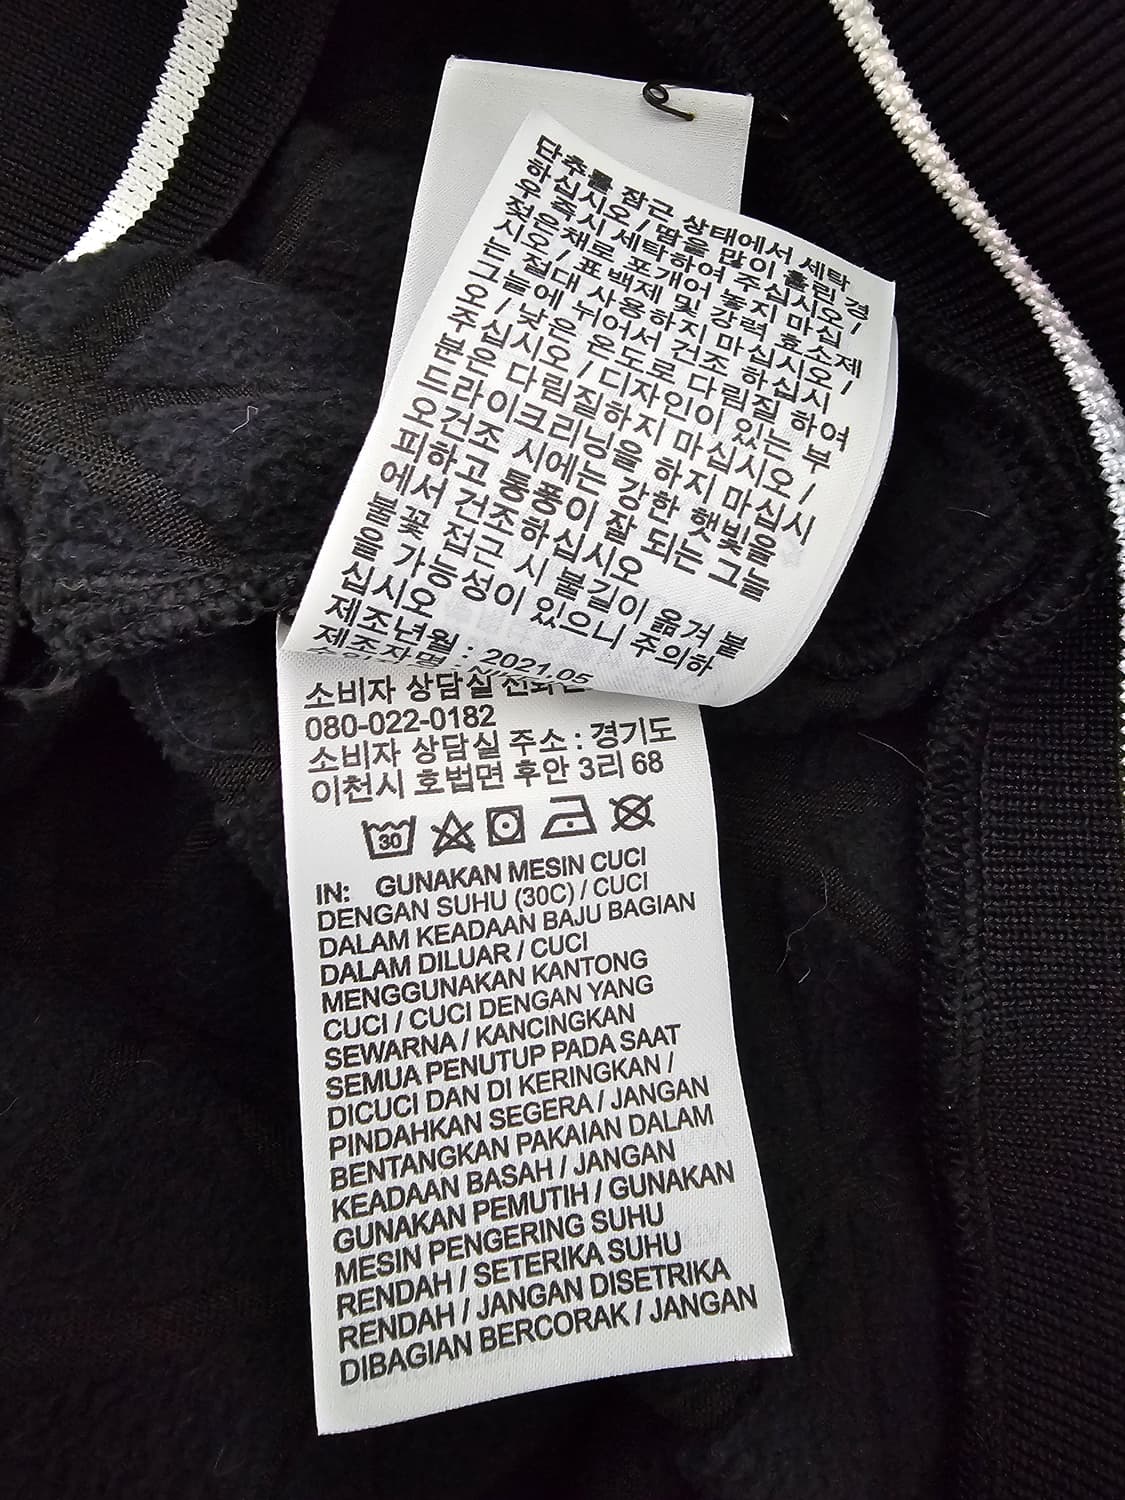 단추를 잠근 상태에서 세탁
하십시오 / 땀을 많이 흘린 경
우 즉시 세탁하여 주십시오 /
젖은 채로 포개어 놓지 마십
시오 / 표백제 및 강력 효소제
는 절대 사용하지 마십시오 /
그늘에 뉘어서 건조 하십시
오 / 낮은 온도로 다림질 하여
주십시오 / 디자인이 있는 부
분은 다림질하지 마십시오 /
드라이크리닝을 하지 마십시
오건조 시에는 강한 햇빛을
피하고 통풍이 잘 되는 그늘
에서 건조하십시오
불꽃 접근 시 불길이 옮겨 붙
을 가능성이 있으니 주의하
십시오
제조년월 : 2021.05
제조자명 :
소비자 상담실 전화번
080-022-0182
소비자 상담실 주소 : 경기도
이천시 호법면 후안 3리 68
30
IN: GUNAKAN MESIN CUCI
DENGAN SUHU (30C) / CUCI
DALAM KEADAAN BAJU BAGIAN
DALAM DILUAR / CUCI
MENGGUNAKAN KANTONG
CUCI / CUCI DENGAN YANG
SEWARNA / KANCINGKAN
SEMUA PENUTUP PADA SAAT
DICUCI DAN DI KERINGKAN /
PINDAHKAN SEGERA / JANGAN
BENTANGKAN PAKAIAN DALAM
KEADAAN BASAH / JANGAN
GUNAKAN PEMUTIH / GUNAKAN
MESIN PENGERING SUHU
RENDAH / SETERIKA SUHU
RENDAH / JANGAN DISETRIKA
DIBAGIAN BERCORAK / JANGAN